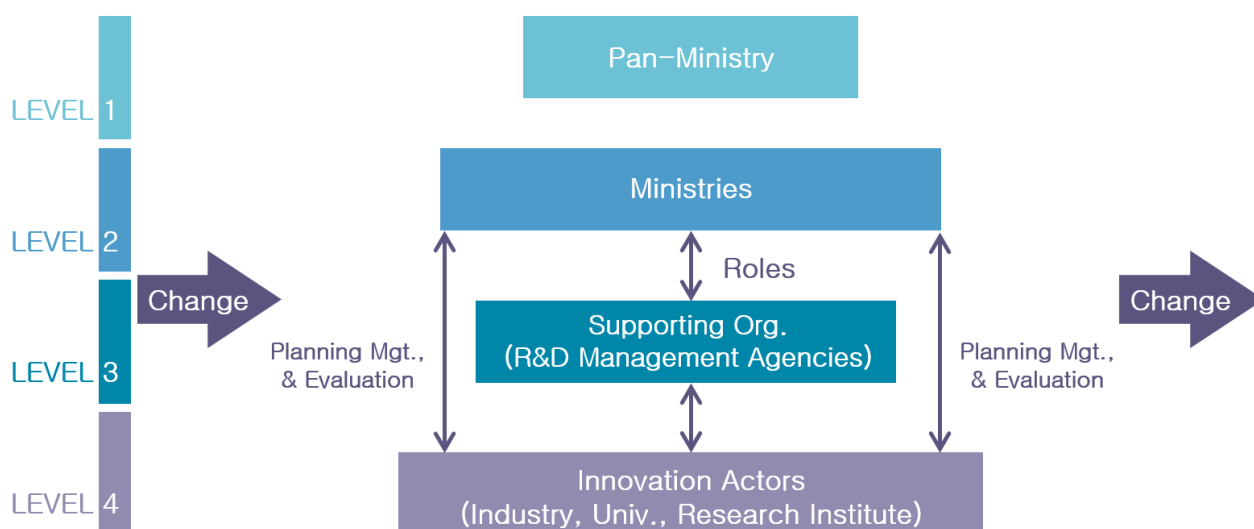 LEVEL 1
Pan-Ministry
LEVEL 2
Ministries
Roles
LEVEL 3
Change
Planning Mgt.,
& Evaluation
Supporting Org.
(R&D Management Agencies)
Planning Mgt.,
& Evaluation
Change
LEVEL 4
Innovation Actors
(Industry, Univ., Research Institute)